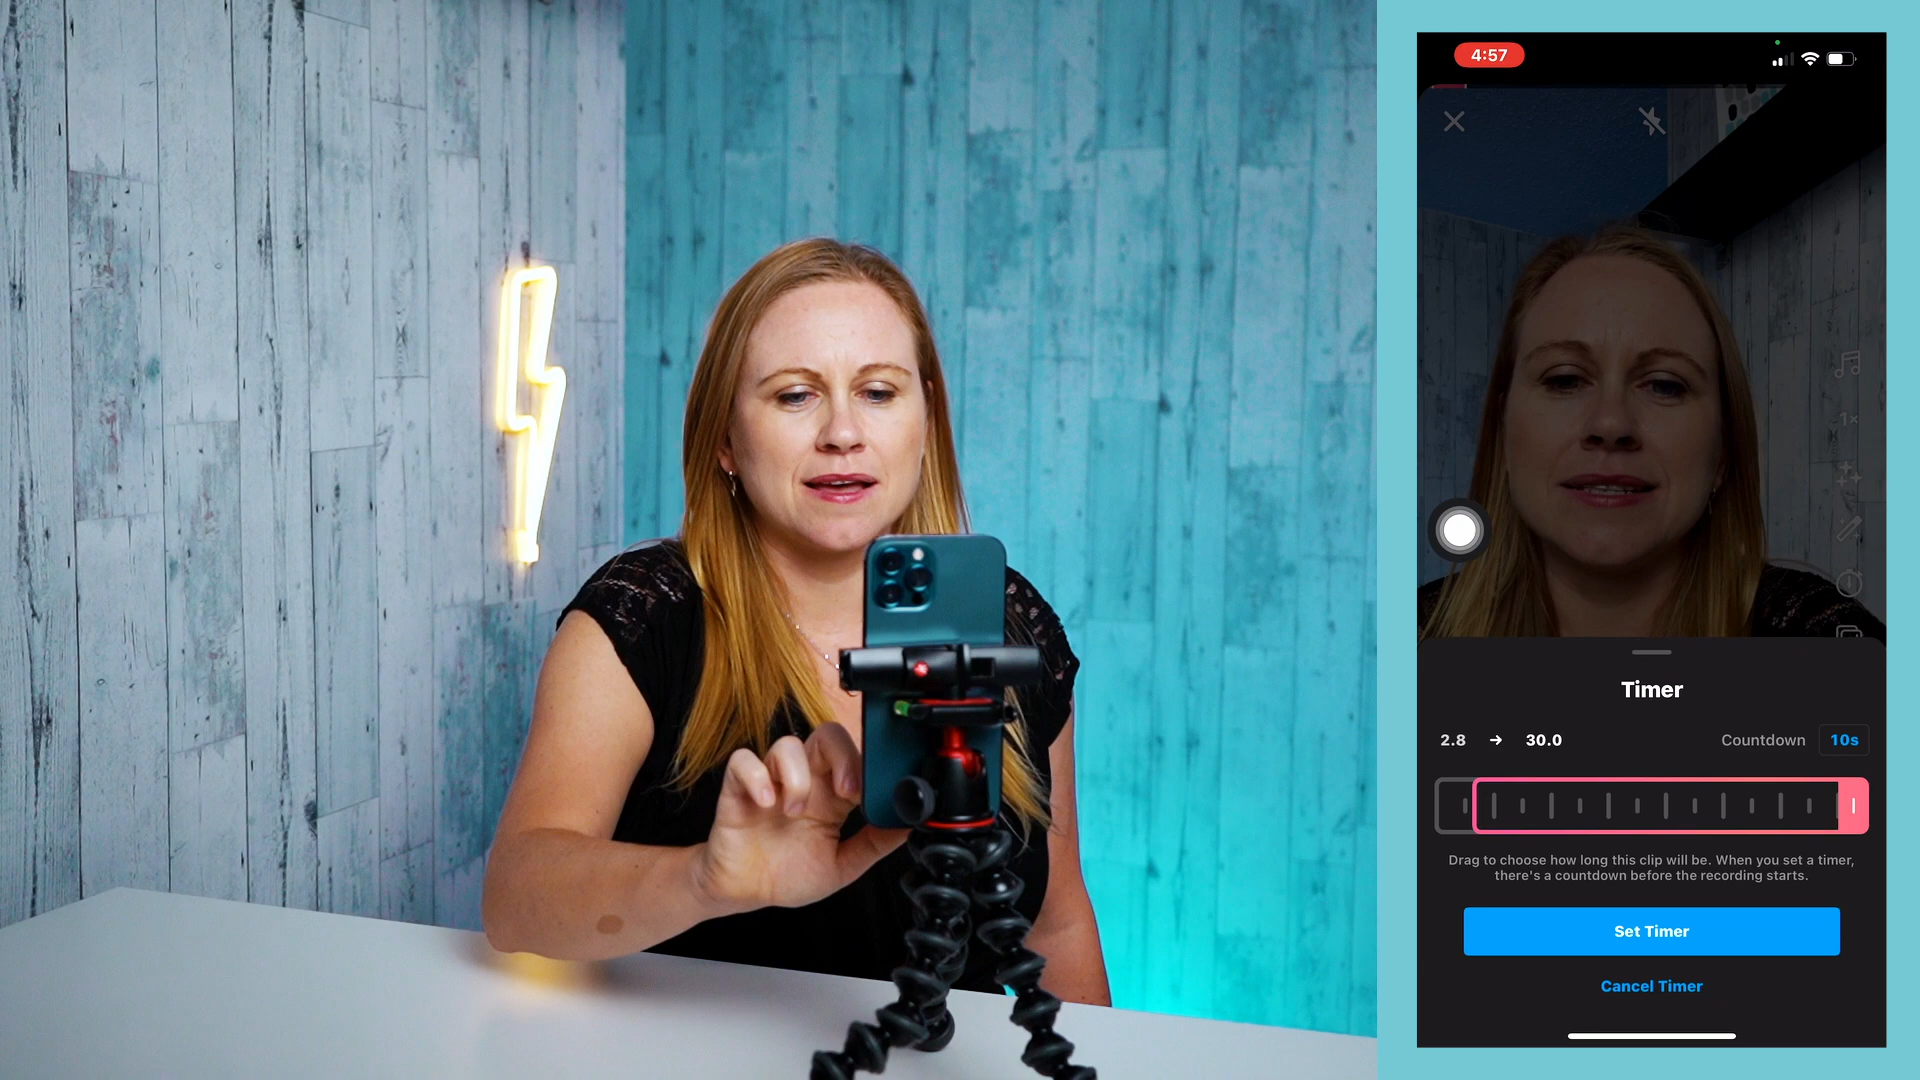 4:57
1×
Timer
2.8 → 30.0 Countdown 10s
Drag to choose how long this clip will be. When you set a timer,
there's a countdown before the recording starts.
Set Timer
Cancel Timer